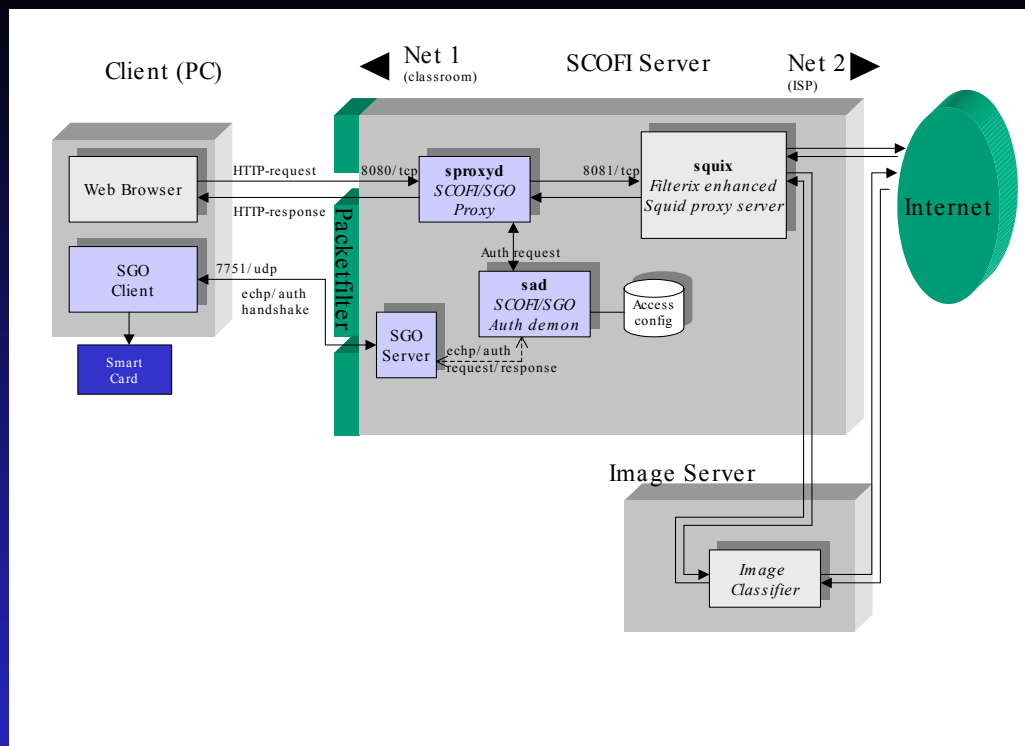 Client (PC)
Net 1
(classroom)
SCOFI Server
Net 2
(ISP)
Web Browser
HTTP-request
HTTP-response
8080/tcp
sproxyd
SCOFI/SGO
Proxy
8081/tcp
squix
Filterix enhanced
Squid proxy server
Internet
SGO
Client
7751/udp
echp/auth
handshake
Packetfilter
Auth request
sad
SCOFI/SGO
Auth demon
Access
config
SGO
Server
echp/auth
request/response
Smart
Card
Image Server
Image
Classifier